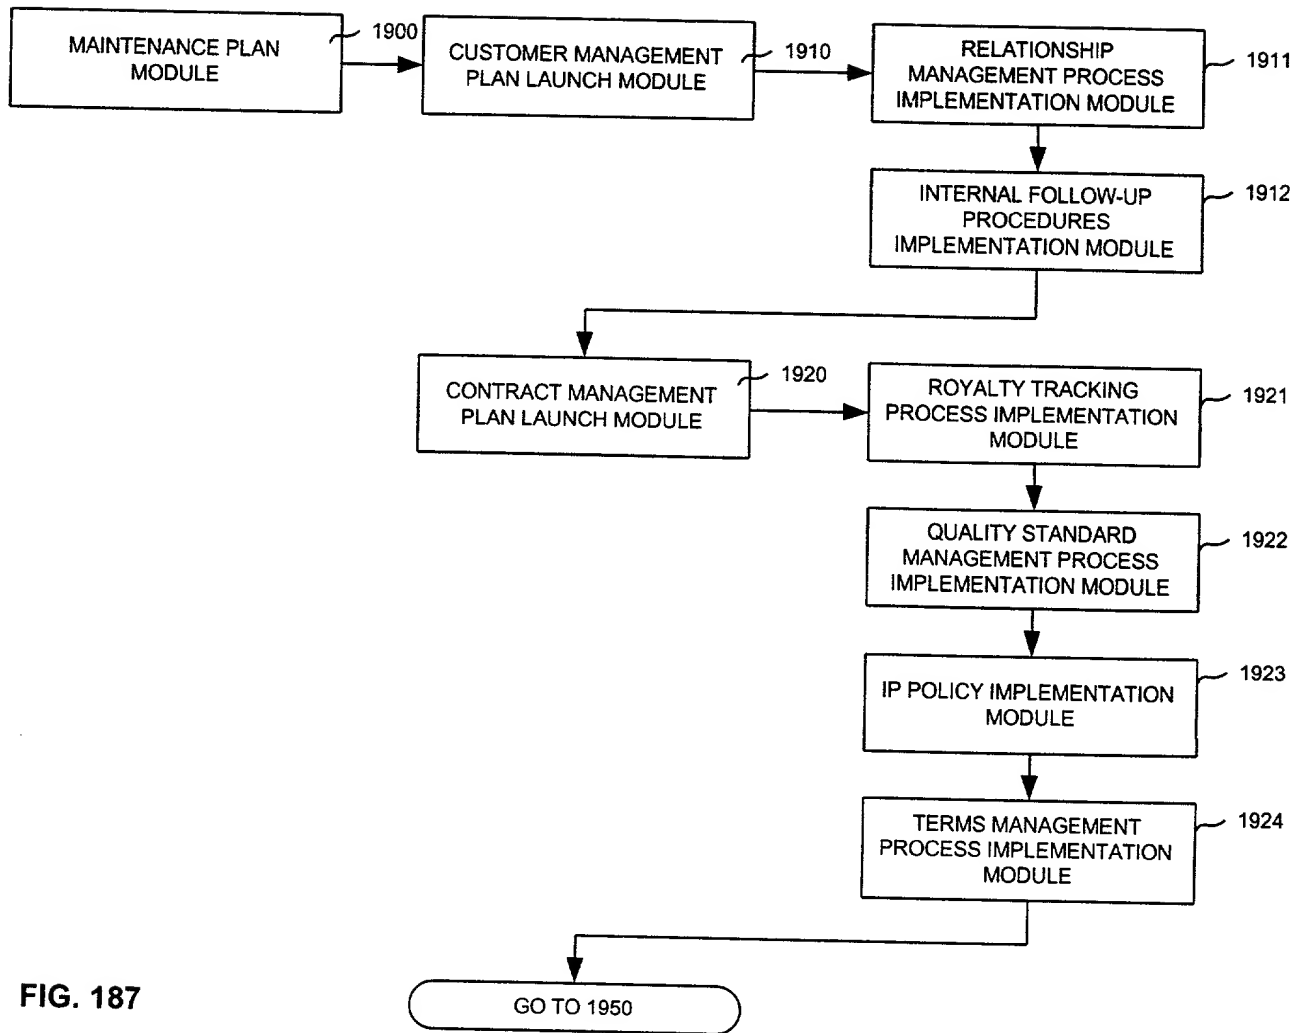 MAINTENANCE PLAN
MODULE
1900
CUSTOMER MANAGEMENT
PLAN LAUNCH MODULE
1910
RELATIONSHIP
MANAGEMENT PROCESS
IMPLEMENTATION MODULE
1911
INTERNAL FOLLOW-UP
PROCEDURES
IMPLEMENTATION MODULE
1912
CONTRACT MANAGEMENT
PLAN LAUNCH MODULE
1920
ROYALTY TRACKING
PROCESS IMPLEMENTATION
MODULE
1921
QUALITY STANDARD
MANAGEMENT PROCESS
IMPLEMENTATION MODULE
1922
IP POLICY IMPLEMENTATION
MODULE
1923
TERMS MANAGEMENT
PROCESS IMPLEMENTATION
MODULE
1924
GO TO 1950
FIG. 187